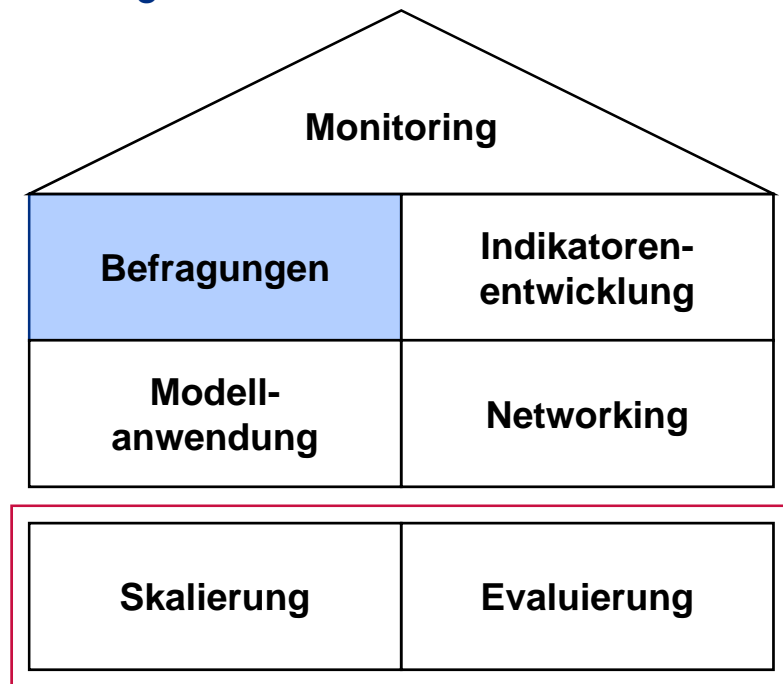 Monitoring
Befragungen
Indikatoren-
entwicklung
Modell-
anwendung
Networking
Skalierung
Evaluierung